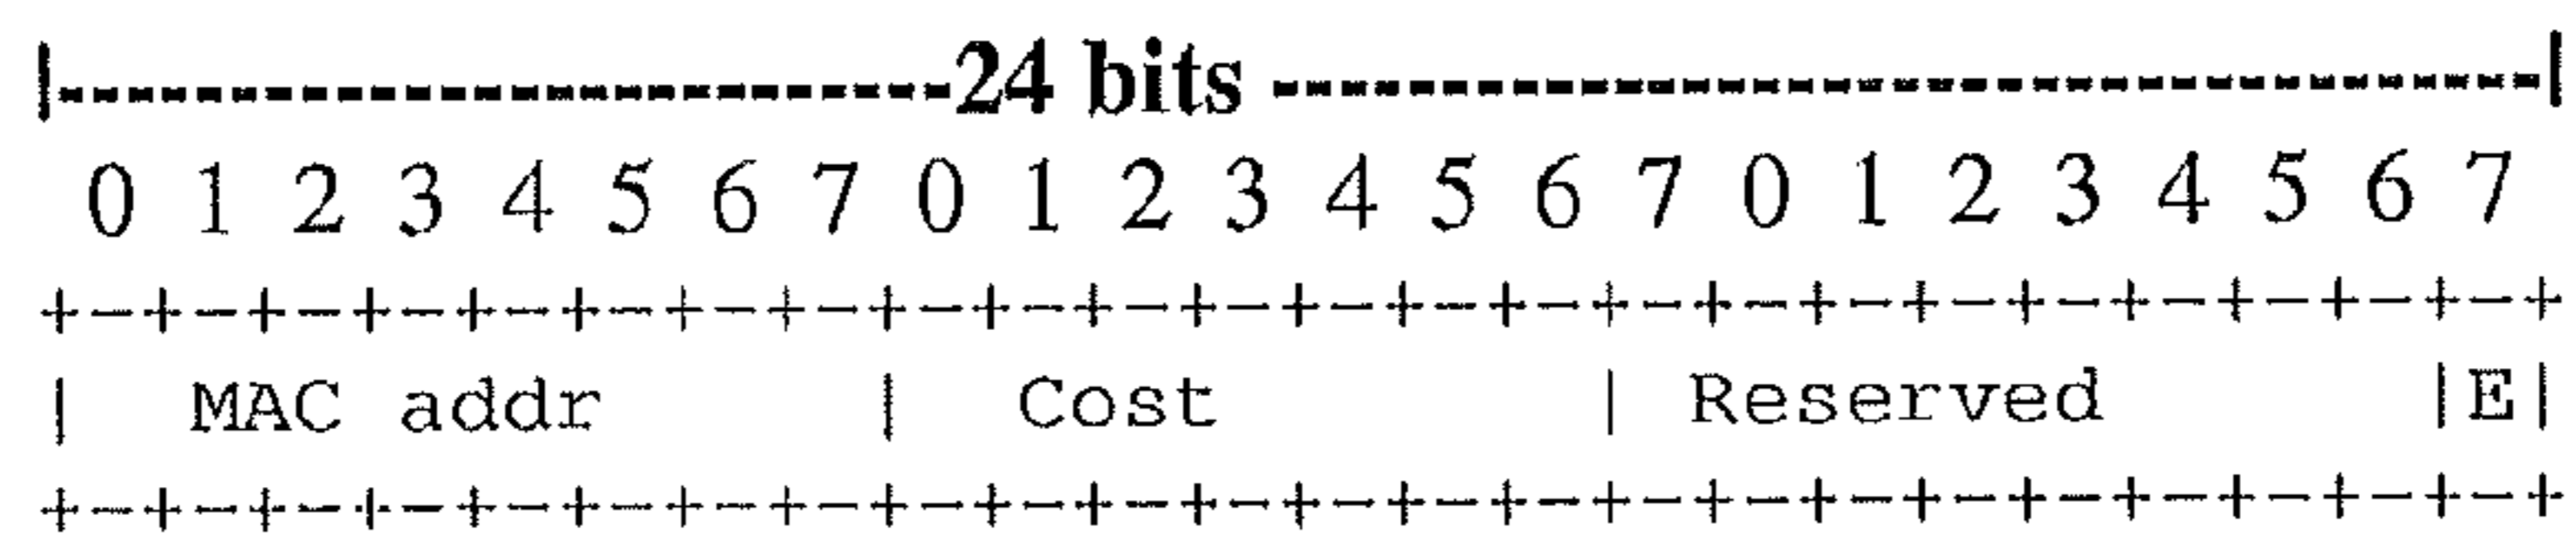 |--------------------------24 bits -------------------------------------|
0 1 2 3 4 5 6 7 0 1 2 3 4 5 6 7 0 1 2 3 4 5 6 7
+-+-+-+-+-+-+-+-+-+-+-+-+-+-+-+-+-+-+-+-+-+-+-+-+
|  MAC addr     |  Cost       | Reserved      |E|
+-+-+-+-+-+-+-+-+-+-+-+-+-+-+-+-+-+-+-+-+-+-+-+-+